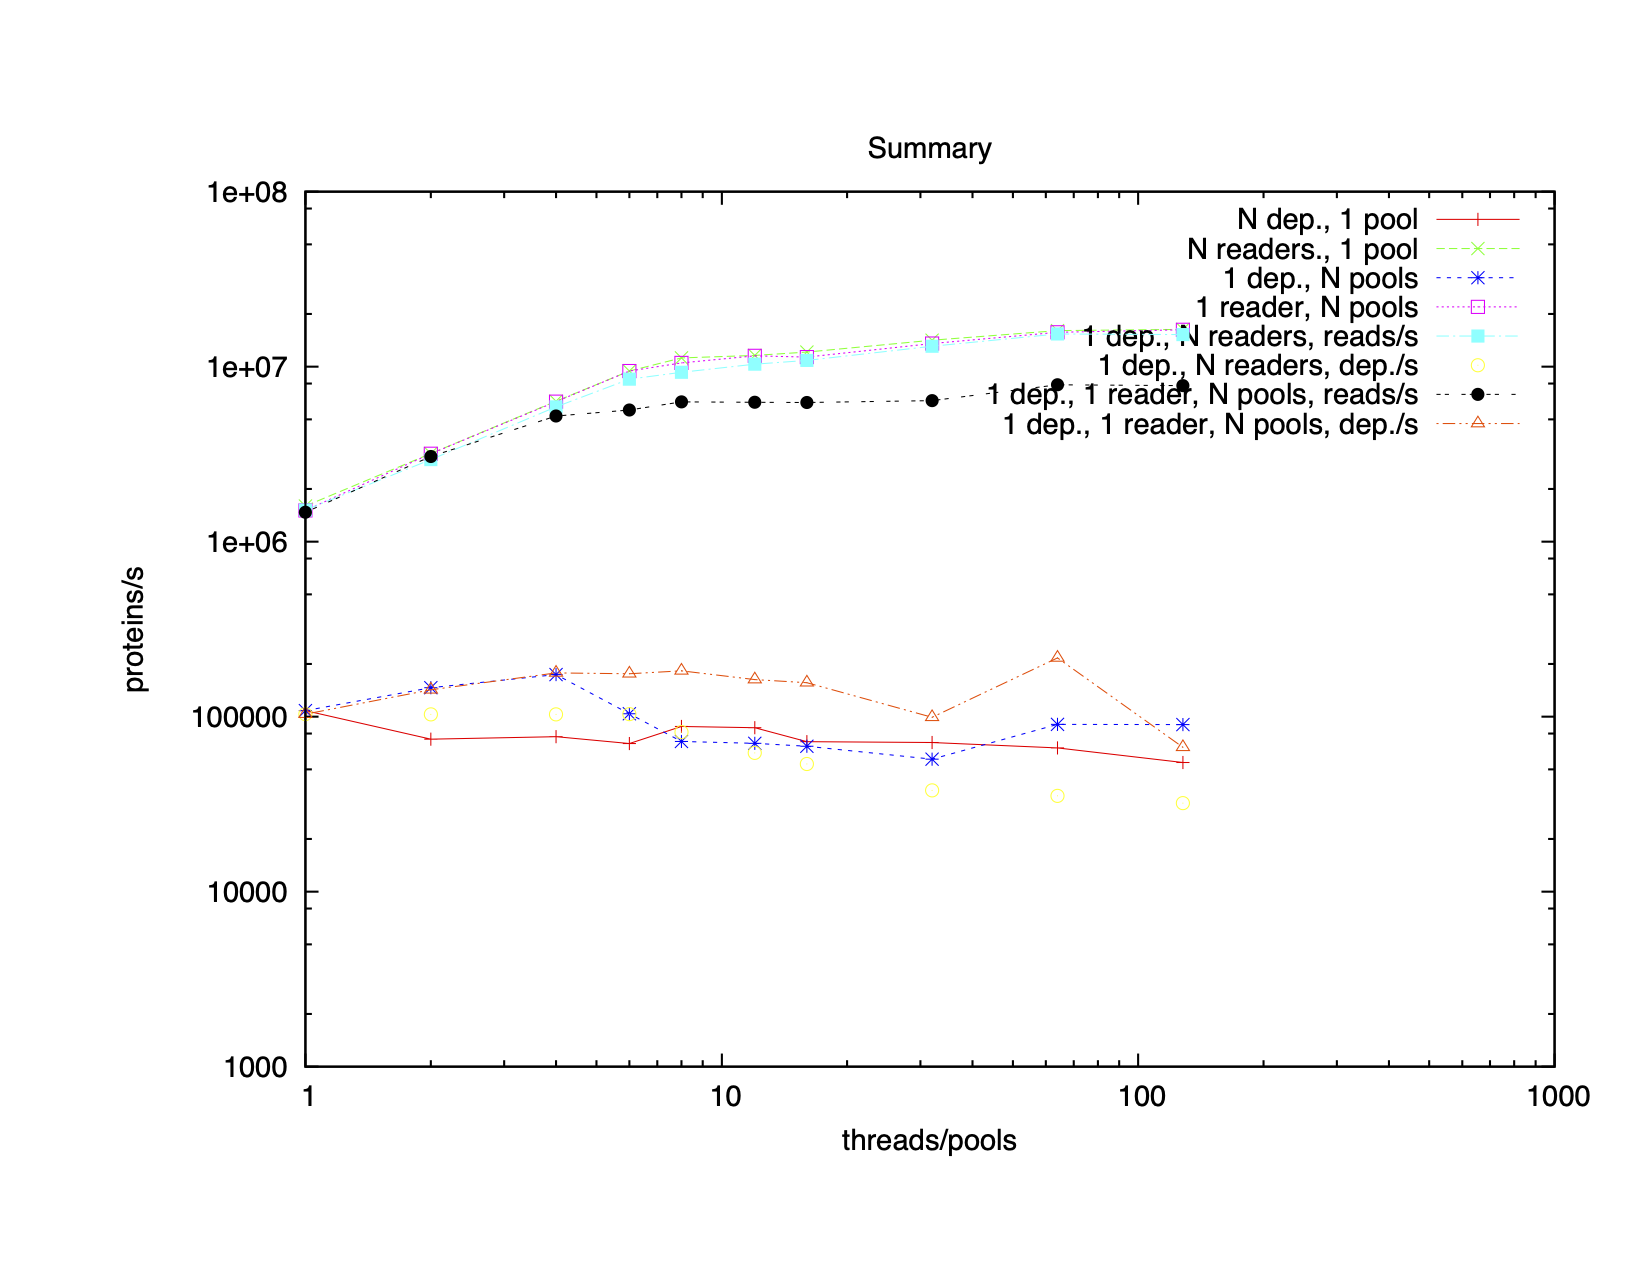 Summary
1e+08
1e+07
1e+06
100000
10000
1000
proteins/s
N dep., 1 pool
N readers., 1 pool
1 dep., N pools
1 reader, N pools
1 dep., N readers, reads/s
1 dep., N readers, dep./s
1 dep., 1 reader, N pools, reads/s
1 dep., 1 reader, N pools, dep./s
1 10 100 1000
threads/pools